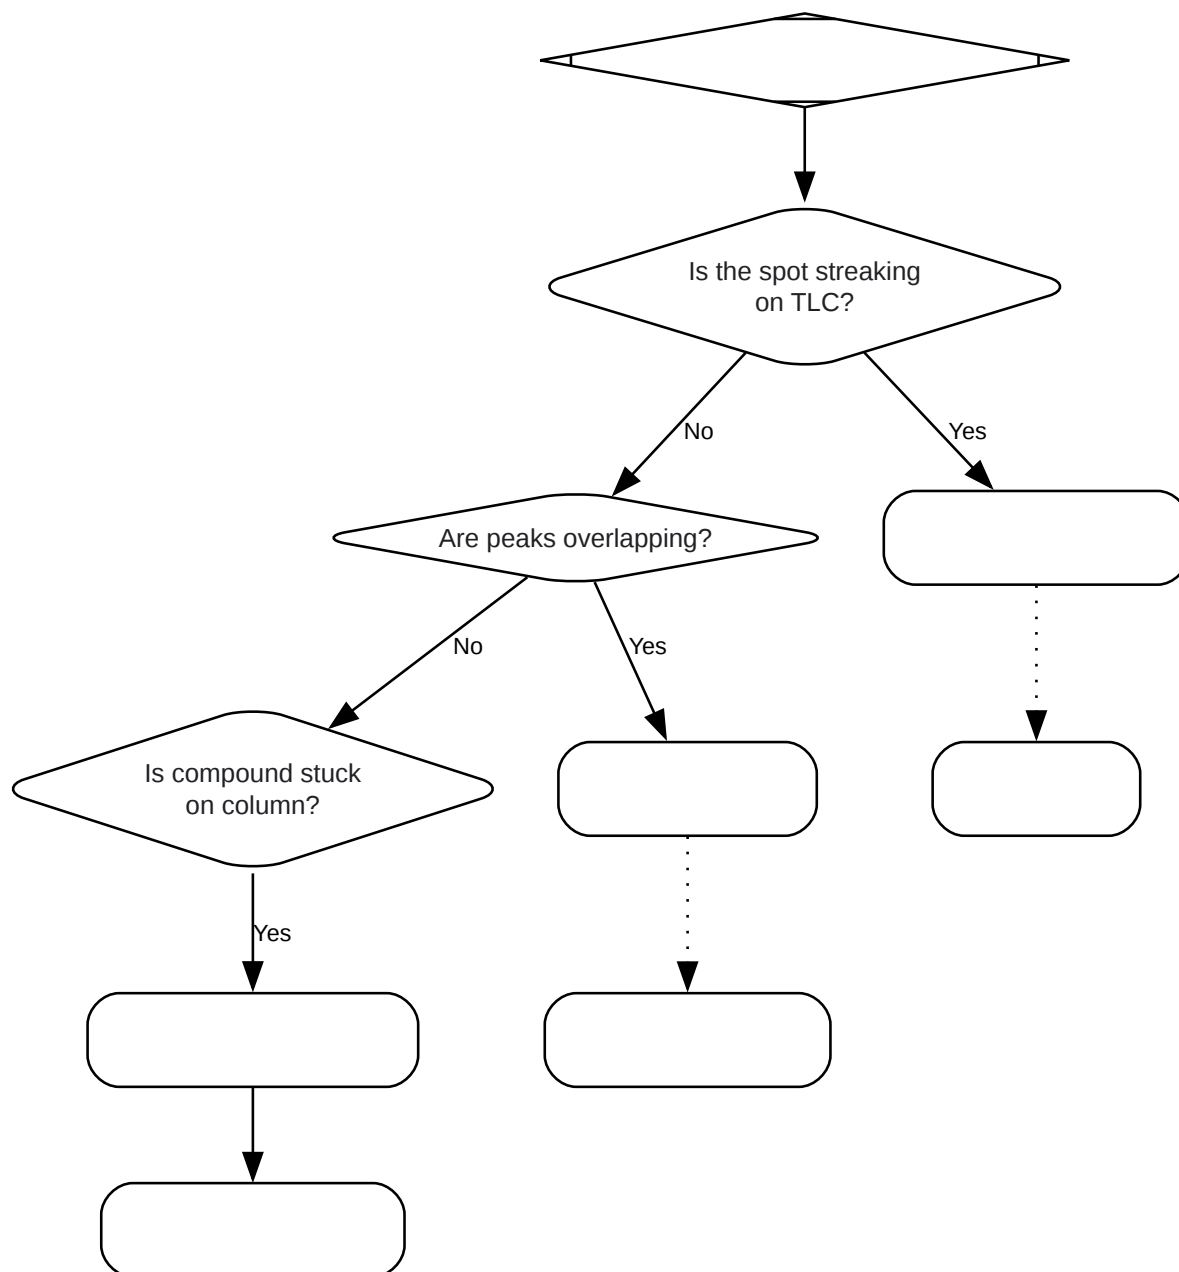 Is the spot streaking
on TLC?
No
Yes
Are peaks overlapping?
No
Yes
Is compound stuck
on column?
Yes